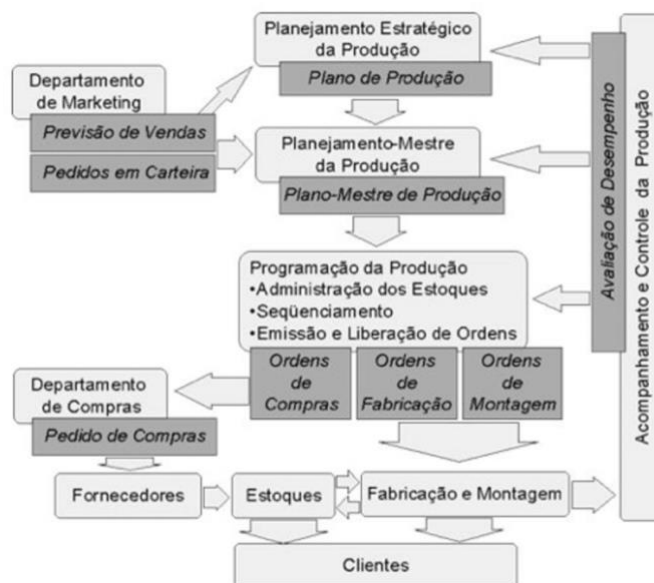 Planejamento Estratégico
da Produção
Plano de Produção
Departamento
de Marketing
Previsão de Vendas
Pedidos em Carteira
Planejamento-Mestre
da Produção
Plano-Mestre de Produção
Programação da Produção
•Administração dos Estoques
•Seqüenciamento
•Emissão e Liberação de Ordens
Ordens
de
Compras
Ordens
de
Fabricação
Ordens
de
Montagem
Departamento
de Compras
Pedido de Compras
Fornecedores
Estoques
Fabricação e Montagem
Clientes
Avaliação de Desempenho
Acompanhamento e Controle da Produção